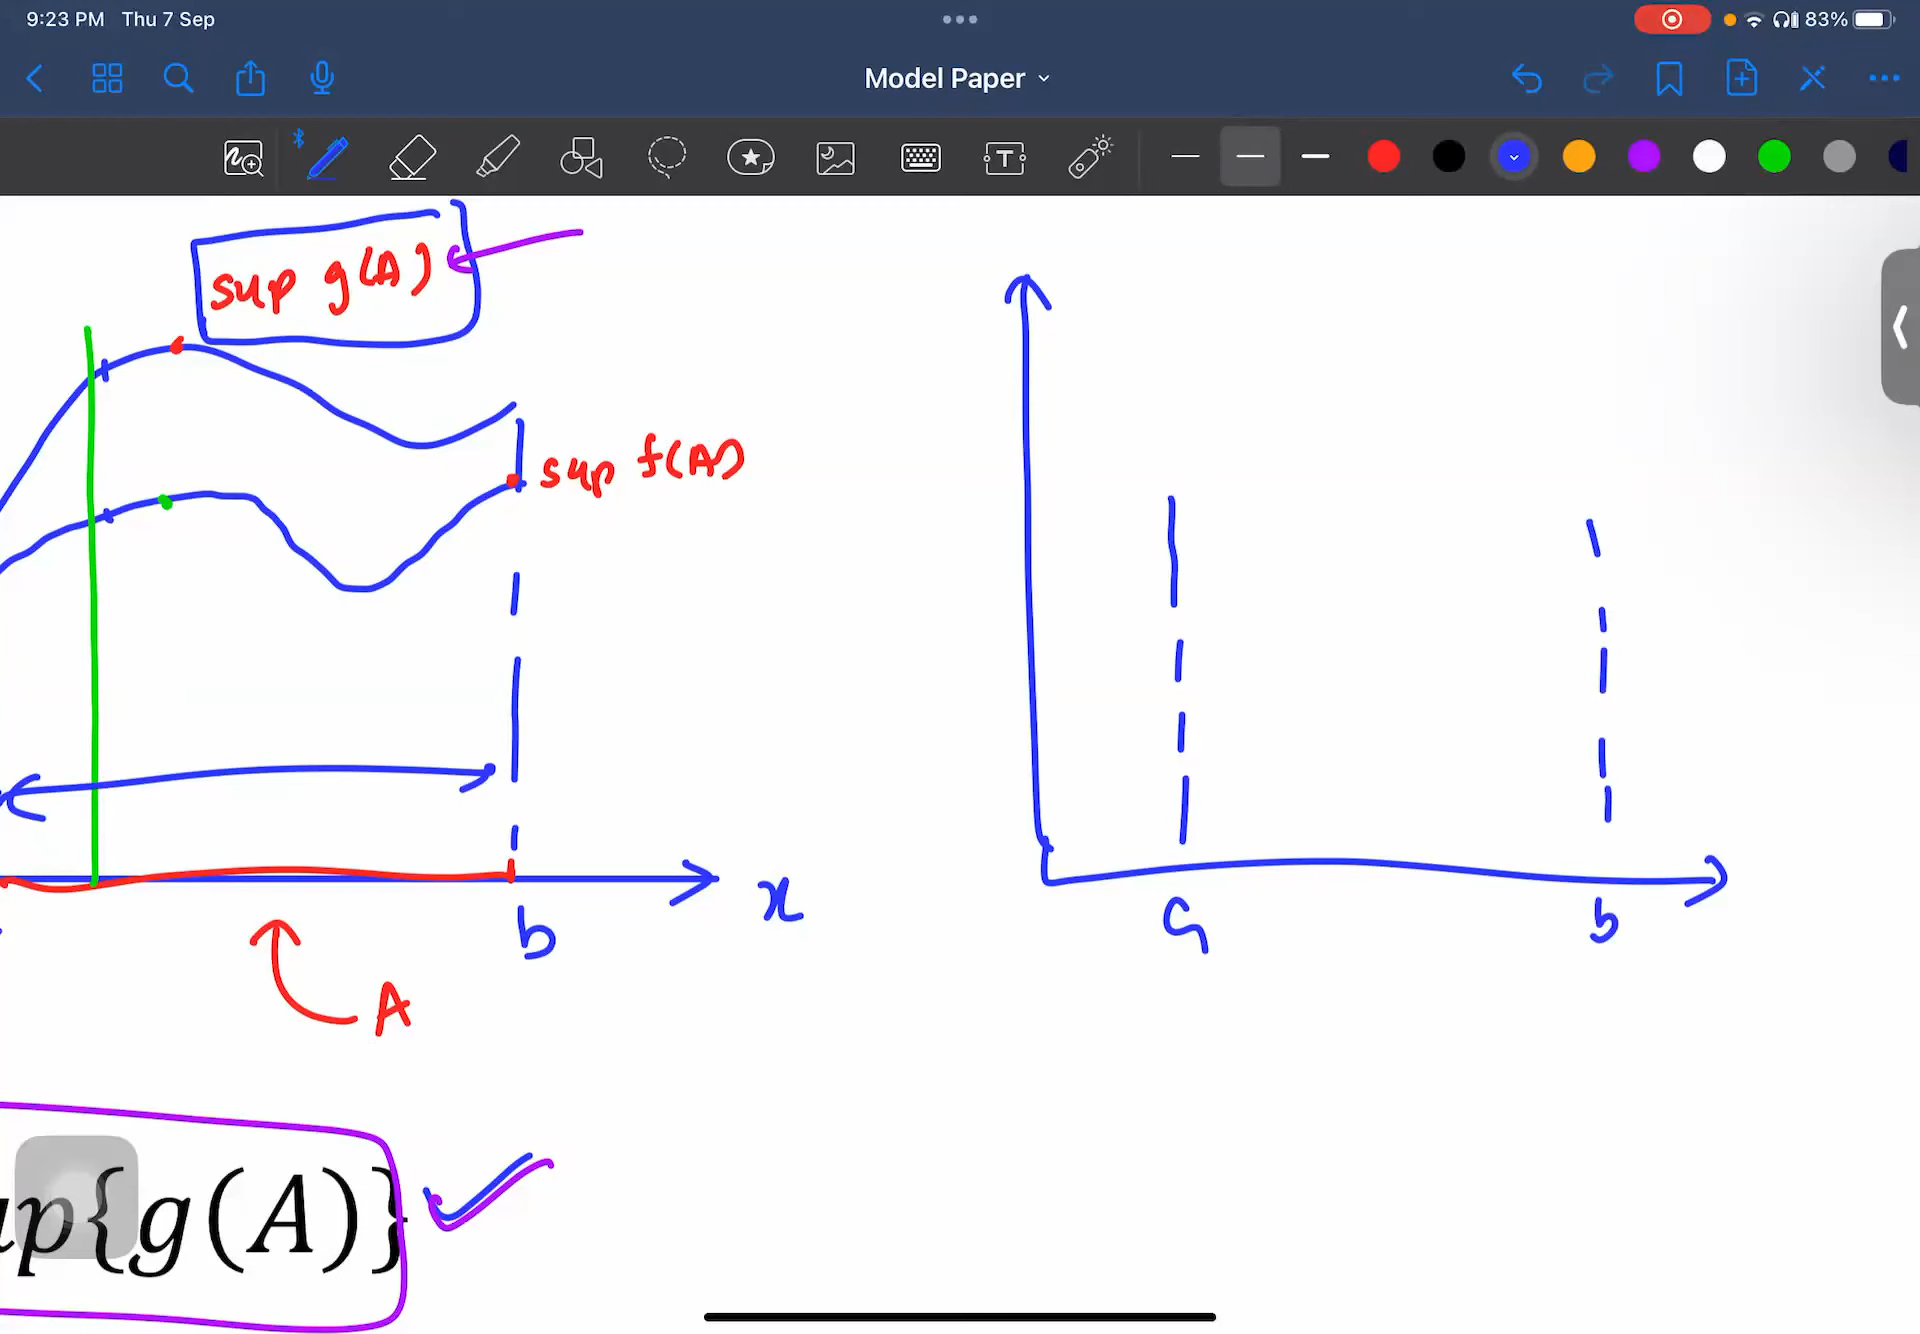 9:23 PM Thu 7 Sep
83%
Model Paper
T
sup g(A)
sup f(A)
x
b
a
b
A
up{g(A)}